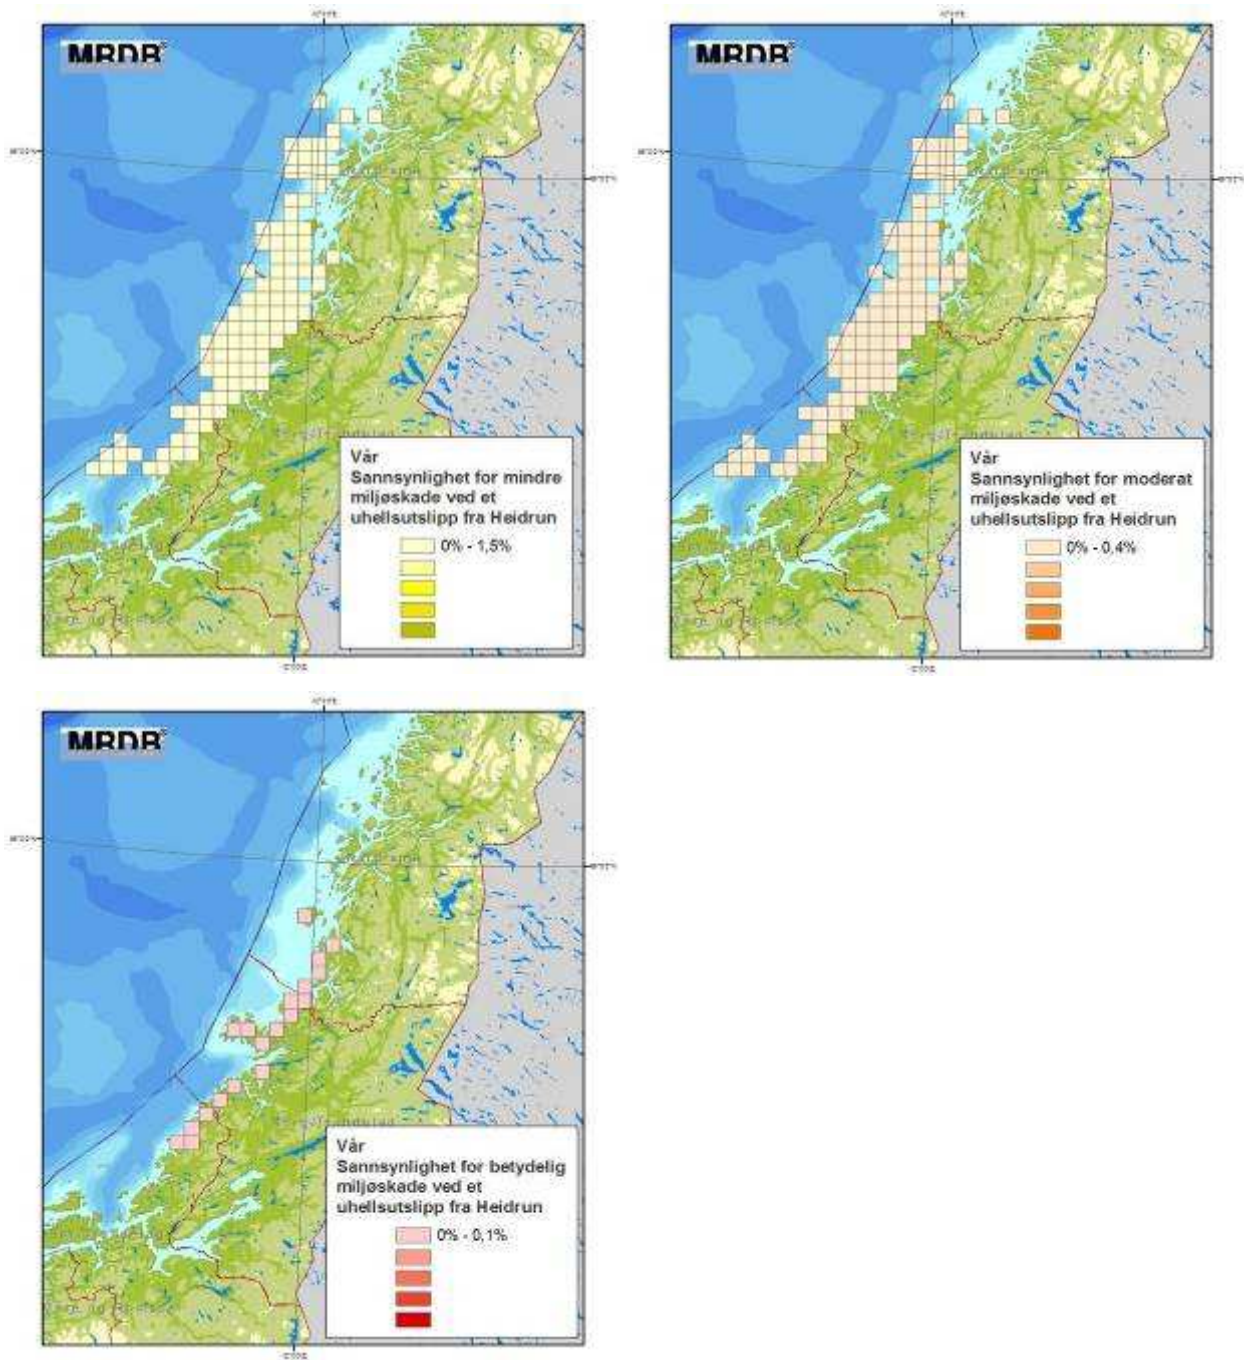 MRDB®
Vår
Sannsynlighet for mindre
miljøskade ved et
uhellsutslipp fra Heidrun
0% - 1,5%
MRDB®
Vår
Sannsynlighet for moderat
miljøskade ved et
uhellsutslipp fra Heidrun
0% - 0,4%
MRDB®
Vår
Sannsynlighet for betydelig
miljøskade ved et
uhellsutslipp fra Heidrun
0% - 0,1%